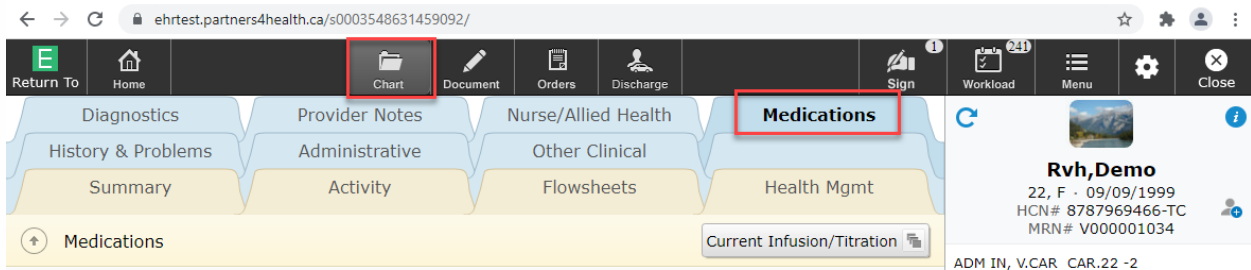 ehrtest.partners4health.ca/s0003548631459092/
E
Return To
Home
Chart
Document
Orders
Discharge
1
Sign
241
Workload
Menu
Close
Diagnostics
Provider Notes
Nurse/Allied Health
Medications
History & Problems
Administrative
Other Clinical
Summary
Activity
Flowsheets
Health Mgmt
Medications
Current Infusion/Titration
Rvh,Demo
22, F · 09/09/1999
HCN# 8787969466-TC
MRN# V000001034
ADM IN, V.CAR CAR.22 -2